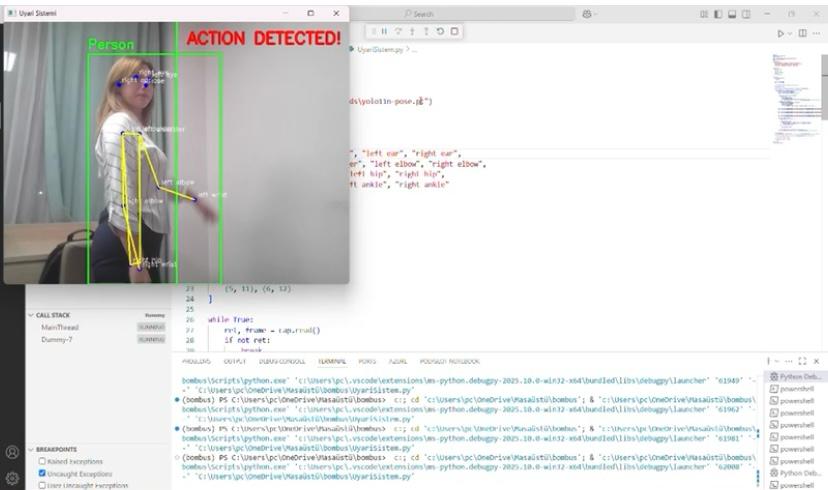 Uyari Sistemi
Search
Person
ACTION DETECTED!
UyariSistem.py > ...
left elbow
left wrist
right elbow
right wrist
ds\yolo11n-pose.pt")
", "left ear", "right ear",
er", "left elbow", "right elbow",
left hip", "right hip",
ft ankle", "right ankle"
23 (5, 11), (6, 12)
24 ]
25
26 while True:
27 ret, frame = cap.read()
28 if not ret:
break
CALL STACK Running
MainThread RUNNING
Dummy-7 RUNNING
BREAKPOINTS
Raised Exceptions
Uncaught Exceptions
User Uncaught Exceptions
PROBLEMS OUTPUT DEBUG CONSOLE TERMINAL PORTS AZURE POLYGLOT NOTEBOOK
bombus\Scripts\python.exe' 'c:\Users\pc\.vscode\extensions\ms-python.debugpy-2025.10.0-win32-x64\bundled\libs\debugpy\launcher' '61949' '-
-' 'C:\Users\pc\OneDrive\Masaüstü\bombus\UyariSistem.py'
(bombus) PS C:\Users\pc\OneDrive\Masaüstü\bombus> c:; cd 'c:\Users\pc\OneDrive\Masaüstü\bombus'; & 'c:\Users\pc\OneDrive\Masaüstü\bombus
bombus\Scripts\python.exe' 'c:\Users\pc\.vscode\extensions\ms-python.debugpy-2025.10.0-win32-x64\bundled\libs\debugpy\launcher' '61962' '-
-' 'C:\Users\pc\OneDrive\Masaüstü\bombus\UyariSistem.py'
(bombus) PS C:\Users\pc\OneDrive\Masaüstü\bombus> c:; cd 'c:\Users\pc\OneDrive\Masaüstü\bombus'; & 'c:\Users\pc\OneDrive\Masaüstü\bombus
bombus\Scripts\python.exe' 'c:\Users\pc\.vscode\extensions\ms-python.debugpy-2025.10.0-win32-x64\bundled\libs\debugpy\launcher' '61981' '-
-' 'C:\Users\pc\OneDrive\Masaüstü\bombus\UyariSistem.py'
(bombus) PS C:\Users\pc\OneDrive\Masaüstü\bombus> c:; cd 'c:\Users\pc\OneDrive\Masaüstü\bombus'; & 'c:\Users\pc\OneDrive\Masaüstü\bombus
bombus\Scripts\python.exe' 'c:\Users\pc\.vscode\extensions\ms-python.debugpy-2025.10.0-win32-x64\bundled\libs\debugpy\launcher' '62008' '-
-' 'C:\Users\pc\OneDrive\Masaüstü\bombus\UyariSistem.py'
Python Deb...
powershell
powershell
powershell
powershell
powershell
powershell
powershell
Python Deb...
powershell